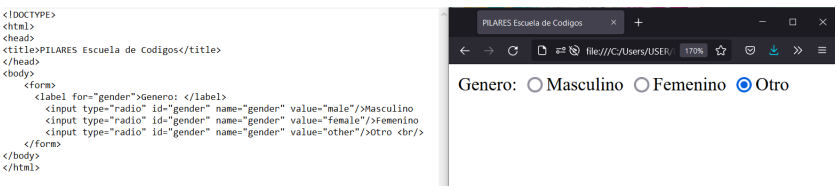 <!DOCTYPE>
<html>
<head>
<title>PILARES Escuela de Codigos</title>
</head>
<body>
<form>
<label for="gender">Genero: </label>
<input type="radio" id="gender" name="gender" value="male"/>Masculino
<input type="radio" id="gender" name="gender" value="female"/>Femenino
<input type="radio" id="gender" name="gender" value="other"/>Otro <br/>
</form>
</body>
</html>
PILARES Escuela de Codigos
file:///C:/Users/USER/ 170%
Genero: Masculino Femenino Otro